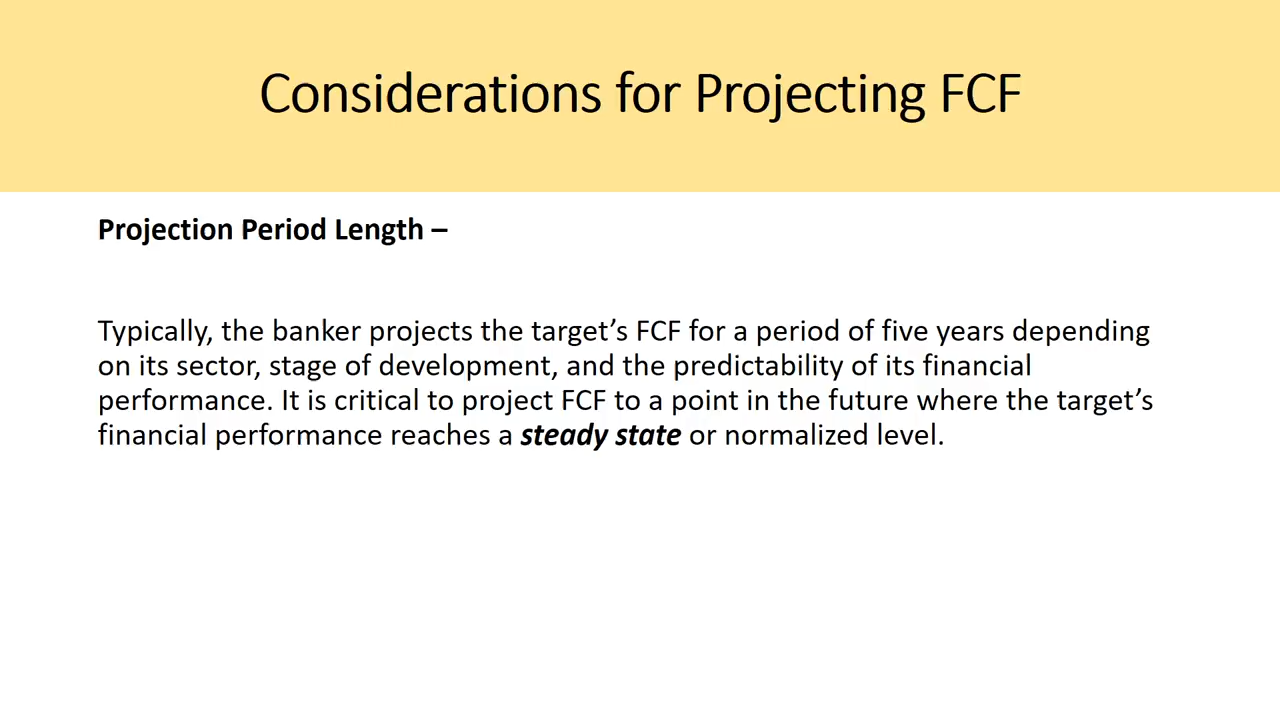 Considerations for Projecting FCF
Projection Period Length –
Typically, the banker projects the target’s FCF for a period of five years depending
on its sector, stage of development, and the predictability of its financial
performance. It is critical to project FCF to a point in the future where the target’s
financial performance reaches a steady state or normalized level.